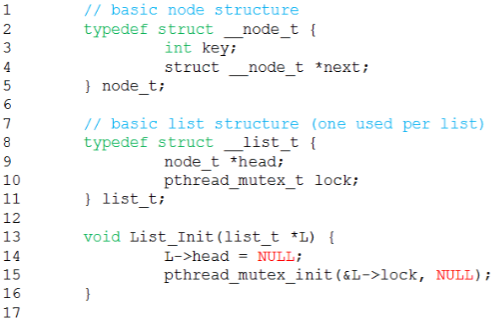 1 // basic node structure
2 typedef struct __node_t {
3 int key;
4 struct __node_t *next;
5 } node_t;
6
7 // basic list structure (one used per list)
8 typedef struct __list_t {
9 node_t *head;
10 pthread_mutex_t lock;
11 } list_t;
12
13 void List_Init(list_t *L) {
14 L->head = NULL;
15 pthread_mutex_init(&L->lock, NULL);
16 }
17